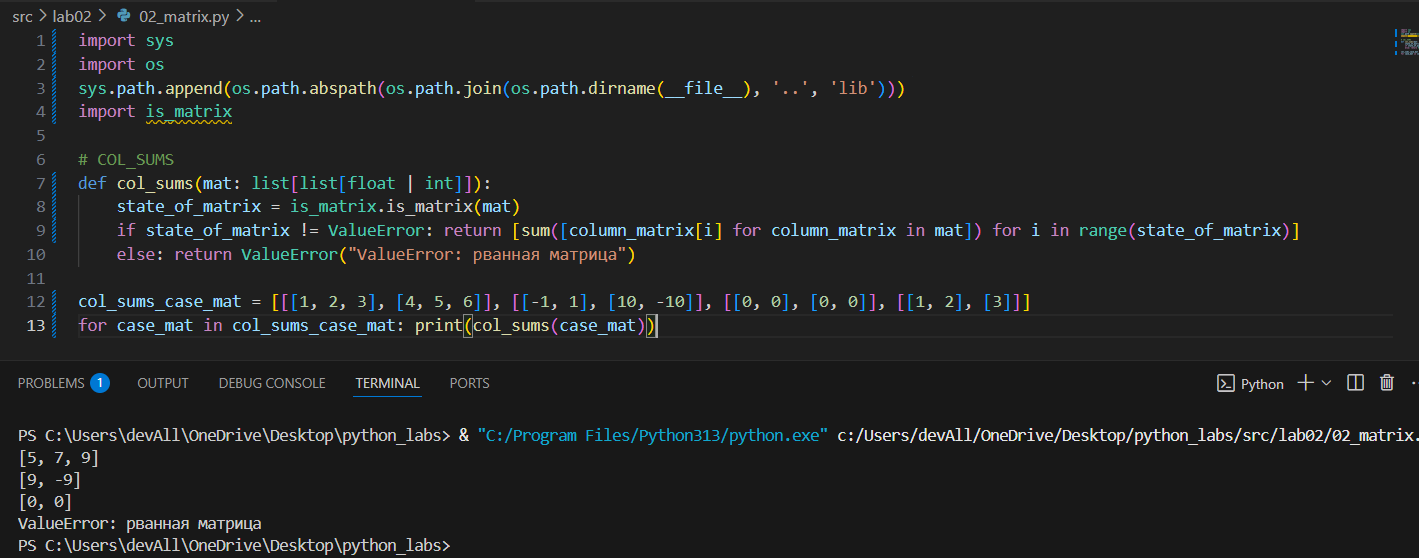 src > lab02 > 02_matrix.py > ...
1 import sys
2 import os
3 sys.path.append(os.path.abspath(os.path.join(os.path.dirname(__file__), '..', 'lib')))
4 import is_matrix
5
6 # COL_SUMS
7 def col_sums(mat: list[list[float | int]]):
8     state_of_matrix = is_matrix.is_matrix(mat)
9     if state_of_matrix != ValueError: return [sum([column_matrix[i] for column_matrix in mat]) for i in range(state_of_matrix)]
10     else: return ValueError("ValueError: рванная матрица")
11
12 col_sums_case_mat = [[[1, 2, 3], [4, 5, 6]], [[-1, 1], [10, -10]], [[0, 0], [0, 0]], [[1, 2], [3]]]
13 for case_mat in col_sums_case_mat: print(col_sums(case_mat))
PROBLEMS 1 OUTPUT DEBUG CONSOLE TERMINAL PORTS Python
PS C:\Users\devAll\OneDrive\Desktop\python_labs> & "C:/Program Files/Python313/python.exe" c:/Users/devAll/OneDrive/Desktop/python_labs/src/lab02/02_matrix.
[5, 7, 9]
[9, -9]
[0, 0]
ValueError: рванная матрица
PS C:\Users\devAll\OneDrive\Desktop\python_labs>